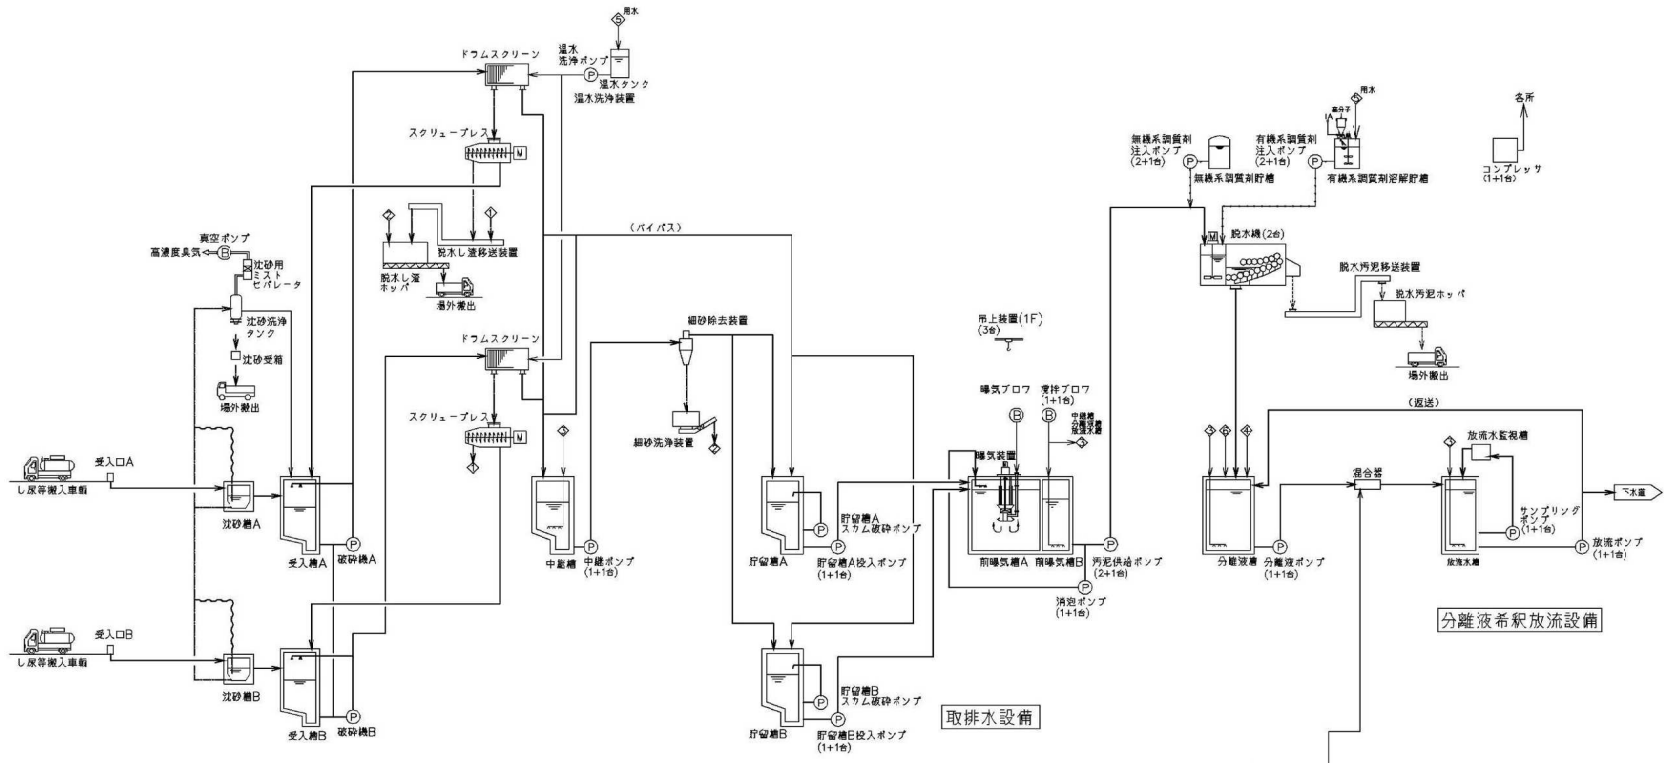 用水
ドラムスクリーン
温水
洗浄ポンプ
温水タンク
温水洗浄装置
スクリュープレス
M
(バイパス)
脱水し渣移送装置
脱水し渣
ホッパ
場外搬出
真空ポンプ
高濃度臭気
沈砂用
ミスト
セパレータ
沈砂洗浄
タンク
沈砂受箱
場外搬出
ドラムスクリーン
スクリュープレス
M
受入口A
し尿等搬入車輌
沈砂槽A
受入槽A
破砕機A
受入口B
し尿等搬入車輌
沈砂槽B
受入槽B
破砕機B
中継槽
中継ポンプ
(1+1台)
細砂除去装置
細砂洗浄装置
貯留槽A
貯留槽A
スカム破砕ポンプ
貯留槽A投入ポンプ
(1+1台)
貯留槽B
貯留槽B
スカム破砕ポンプ
貯留槽B投入ポンプ
(1+1台)
吊上装置(1F)
(3台)
曝気ブロワ
攪拌ブロワ
(1+1台)
中継槽
分離液槽
放流水槽
曝気装置
前曝気槽A
前曝気槽B
汚泥供給ポンプ
(2+1台)
消泡ポンプ
(1+1台)
取排水設備
無機系調質剤
注入ポンプ
(2+1台)
無機系調質剤貯槽
有機系調質剤
注入ポンプ
(2+1台)
高分子
用水
有機系調質剤溶解貯槽
各所
コンプレッサ
(1+1台)
脱水機(2台)
M
脱水汚泥移送装置
脱水汚泥ホッパ
場外搬出
(返送)
分離液槽
分離液ポンプ
(1+1台)
混合器
放流水監視槽
サンプリング
ポンプ
(1+1台)
放流水槽
放流ポンプ
(1+1台)
下水道
分離液希釈放流設備